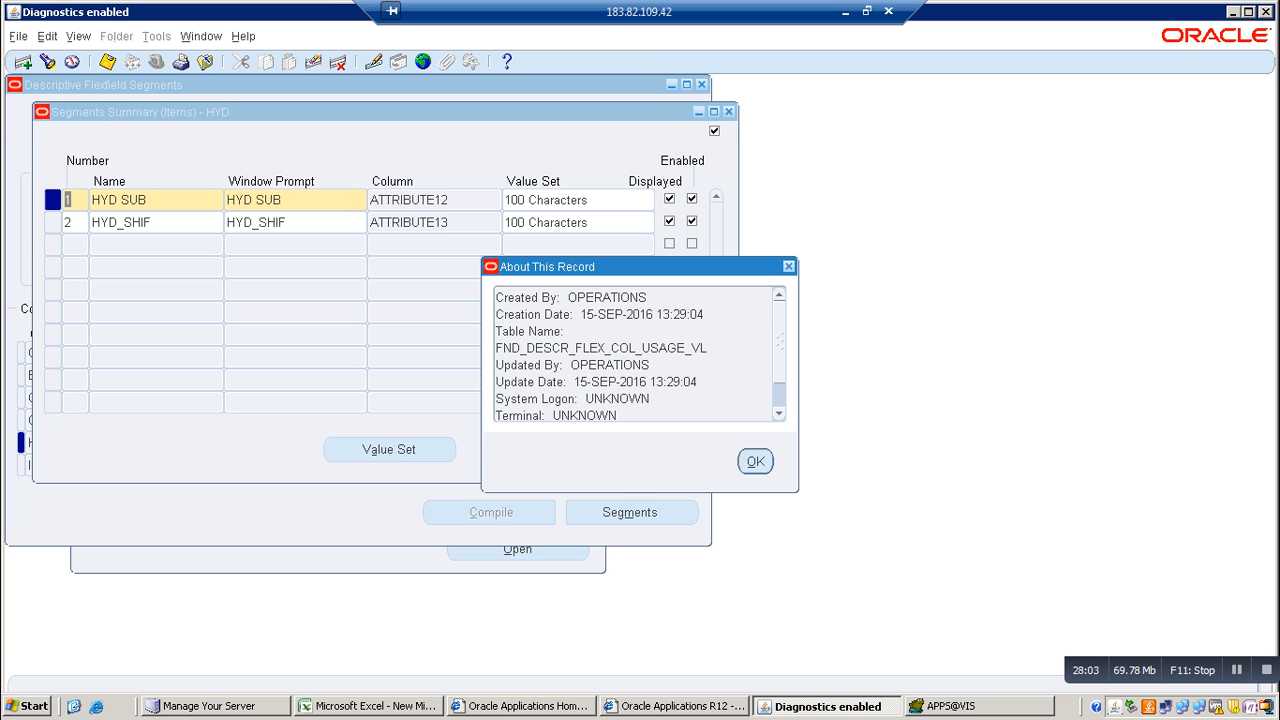 Diagnostics enabled
183.82.109.42
File Edit View Folder Tools Window Help
ORACLE
Descriptive Flexfield Segments
Segments Summary (Items) - HYD
Number Enabled
Name Window Prompt Column Value Set Displayed
1 HYD SUB HYD SUB ATTRIBUTE12 100 Characters
2 HYD_SHIF HYD_SHIF ATTRIBUTE13 100 Characters
About This Record
Created By: OPERATIONS
Creation Date: 15-SEP-2016 13:29:04
Table Name:
FND_DESCR_FLEX_COL_USAGE_VL
Updated By: OPERATIONS
Update Date: 15-SEP-2016 13:29:04
System Logon: UNKNOWN
Terminal: UNKNOWN
Value Set
OK
Compile Segments
Open
28:03 69.78 Mb F11: Stop
Start Manage Your Server Microsoft Excel - New Mi... Oracle Applications Hom... Oracle Applications R12 - ... Diagnostics enabled APPS@VIS